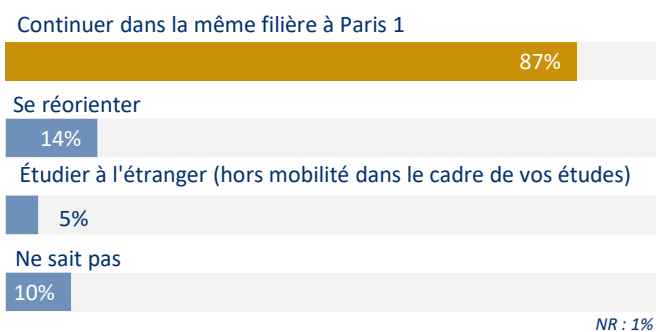 Continuer dans la même filière à Paris 1
87%
Se réorienter
14%
Étudier à l'étranger (hors mobilité dans le cadre de vos études)
5%
Ne sait pas
10%
NR : 1%